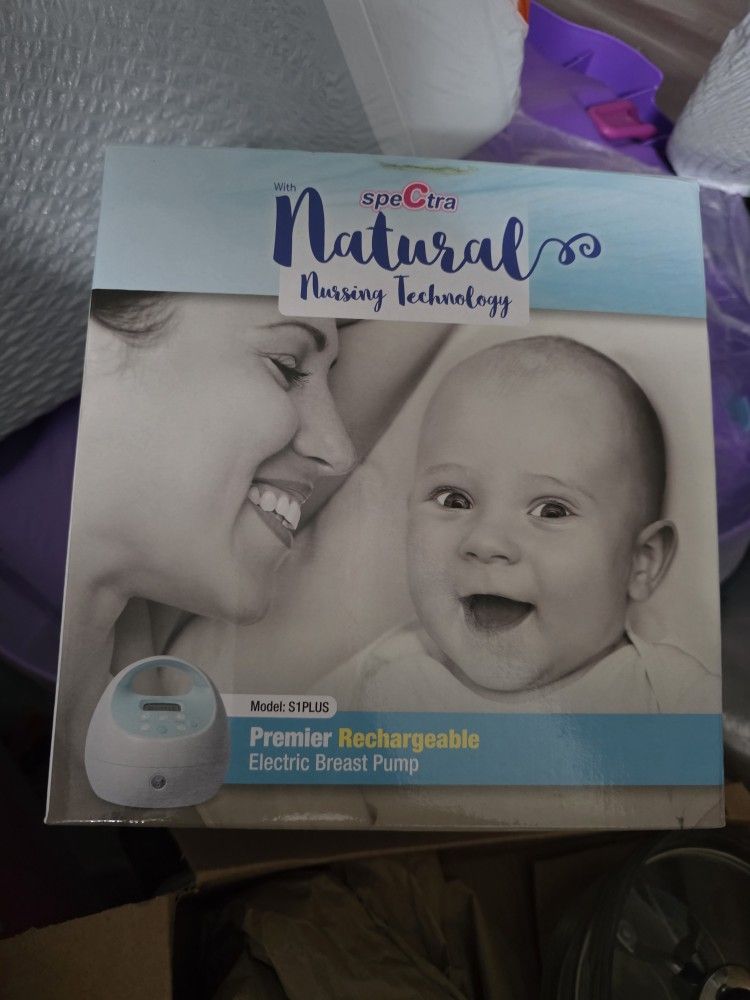 With
speCtra
Natural
Nursing Technology
Model: S1PLUS
Premier Rechargeable
Electric Breast Pump